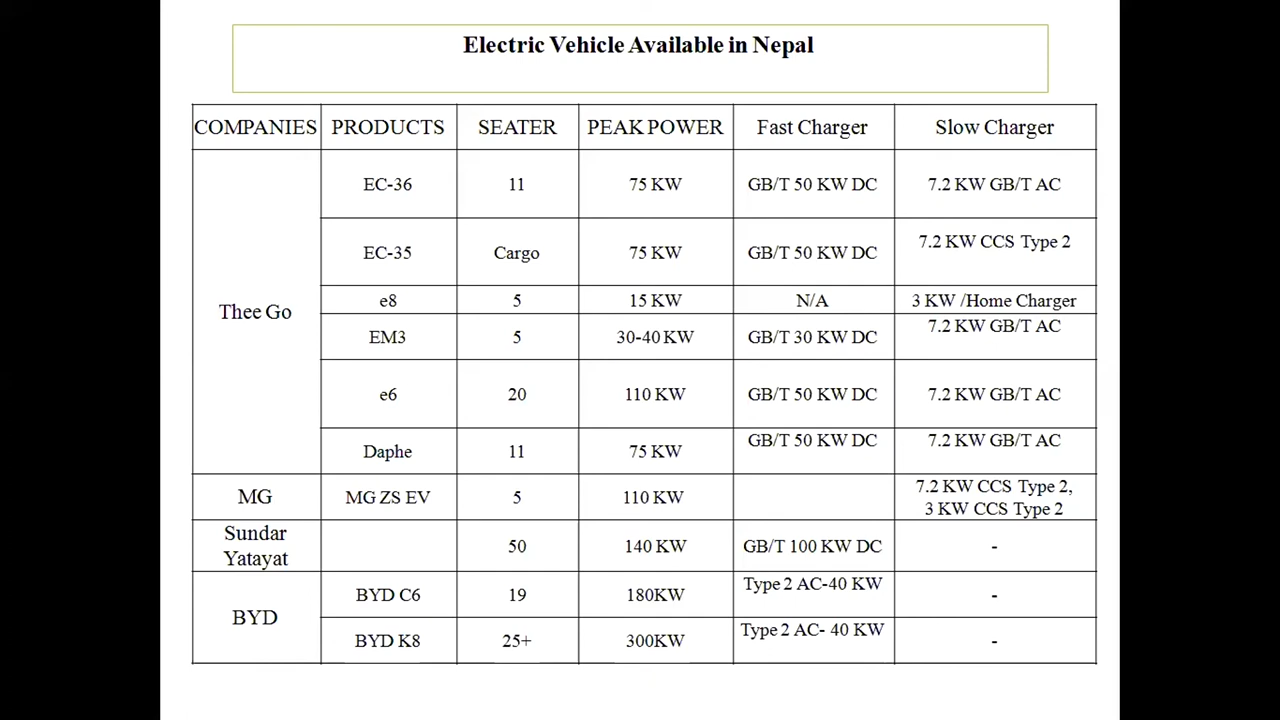 Electric Vehicle Available in Nepal
COMPANIES PRODUCTS SEATER PEAK POWER Fast Charger Slow Charger
Thee Go
EC-36 11 75 KW GB/T 50 KW DC 7.2 KW GB/T AC
EC-35 Cargo 75 KW GB/T 50 KW DC 7.2 KW CCS Type 2
e8 5 15 KW N/A 3 KW /Home Charger
EM3 5 30-40 KW GB/T 30 KW DC 7.2 KW GB/T AC
e6 20 110 KW GB/T 50 KW DC 7.2 KW GB/T AC
Daphe 11 75 KW GB/T 50 KW DC 7.2 KW GB/T AC
MG MG ZS EV 5 110 KW 7.2 KW CCS Type 2,
3 KW CCS Type 2
Sundar
Yatayat 50 140 KW GB/T 100 KW DC -
BYD
BYD C6 19 180KW Type 2 AC-40 KW -
BYD K8 25+ 300KW Type 2 AC- 40 KW -